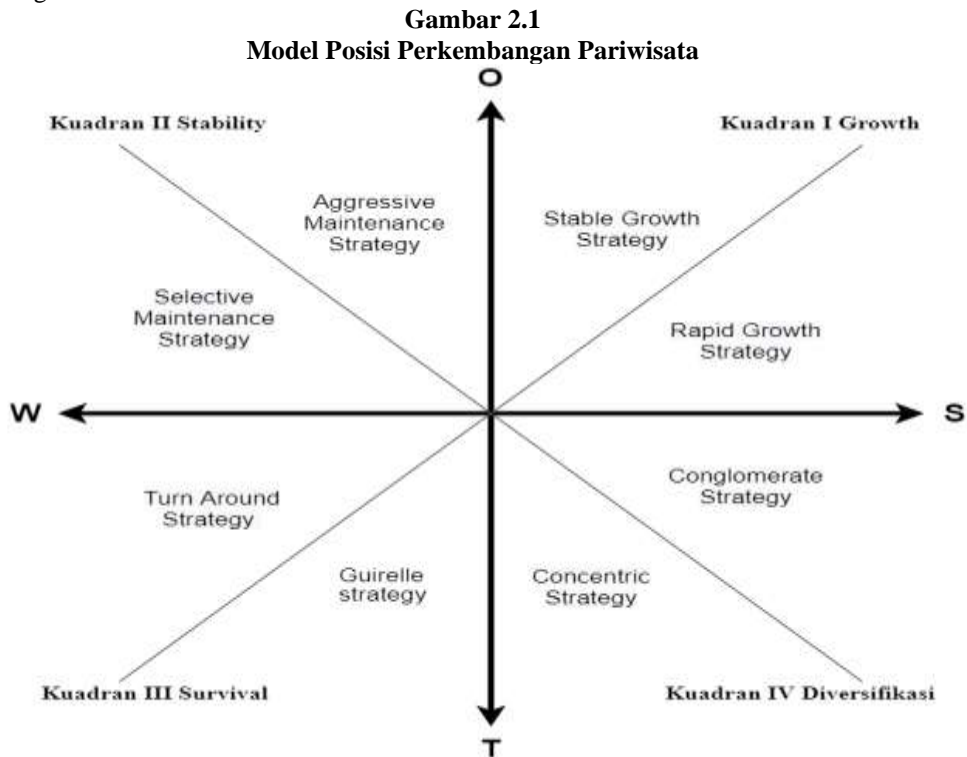 Gambar 2.1
Model Posisi Perkembangan Pariwisata
O
Kuadran II Stability
Kuadran I Growth
Aggressive
Maintenance
Strategy
Stable Growth
Strategy
Selective
Maintenance
Strategy
Rapid Growth
Strategy
W
S
Turn Around
Strategy
Conglomerate
Strategy
Guirelle
strategy
Concentric
Strategy
Kuadran III Survival
Kuadran IV Diversifikasi
T